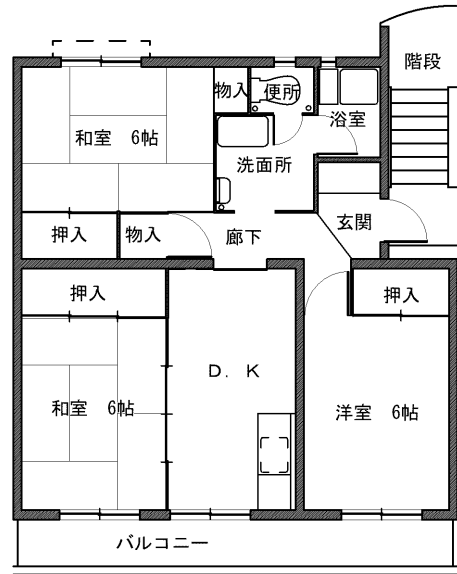 階段
物入
便所
浴室
和室 6帖
洗面所
押入
物入
廊下
玄関
押入
押入
D. K
和室 6帖
洋室 6帖
バルコニー